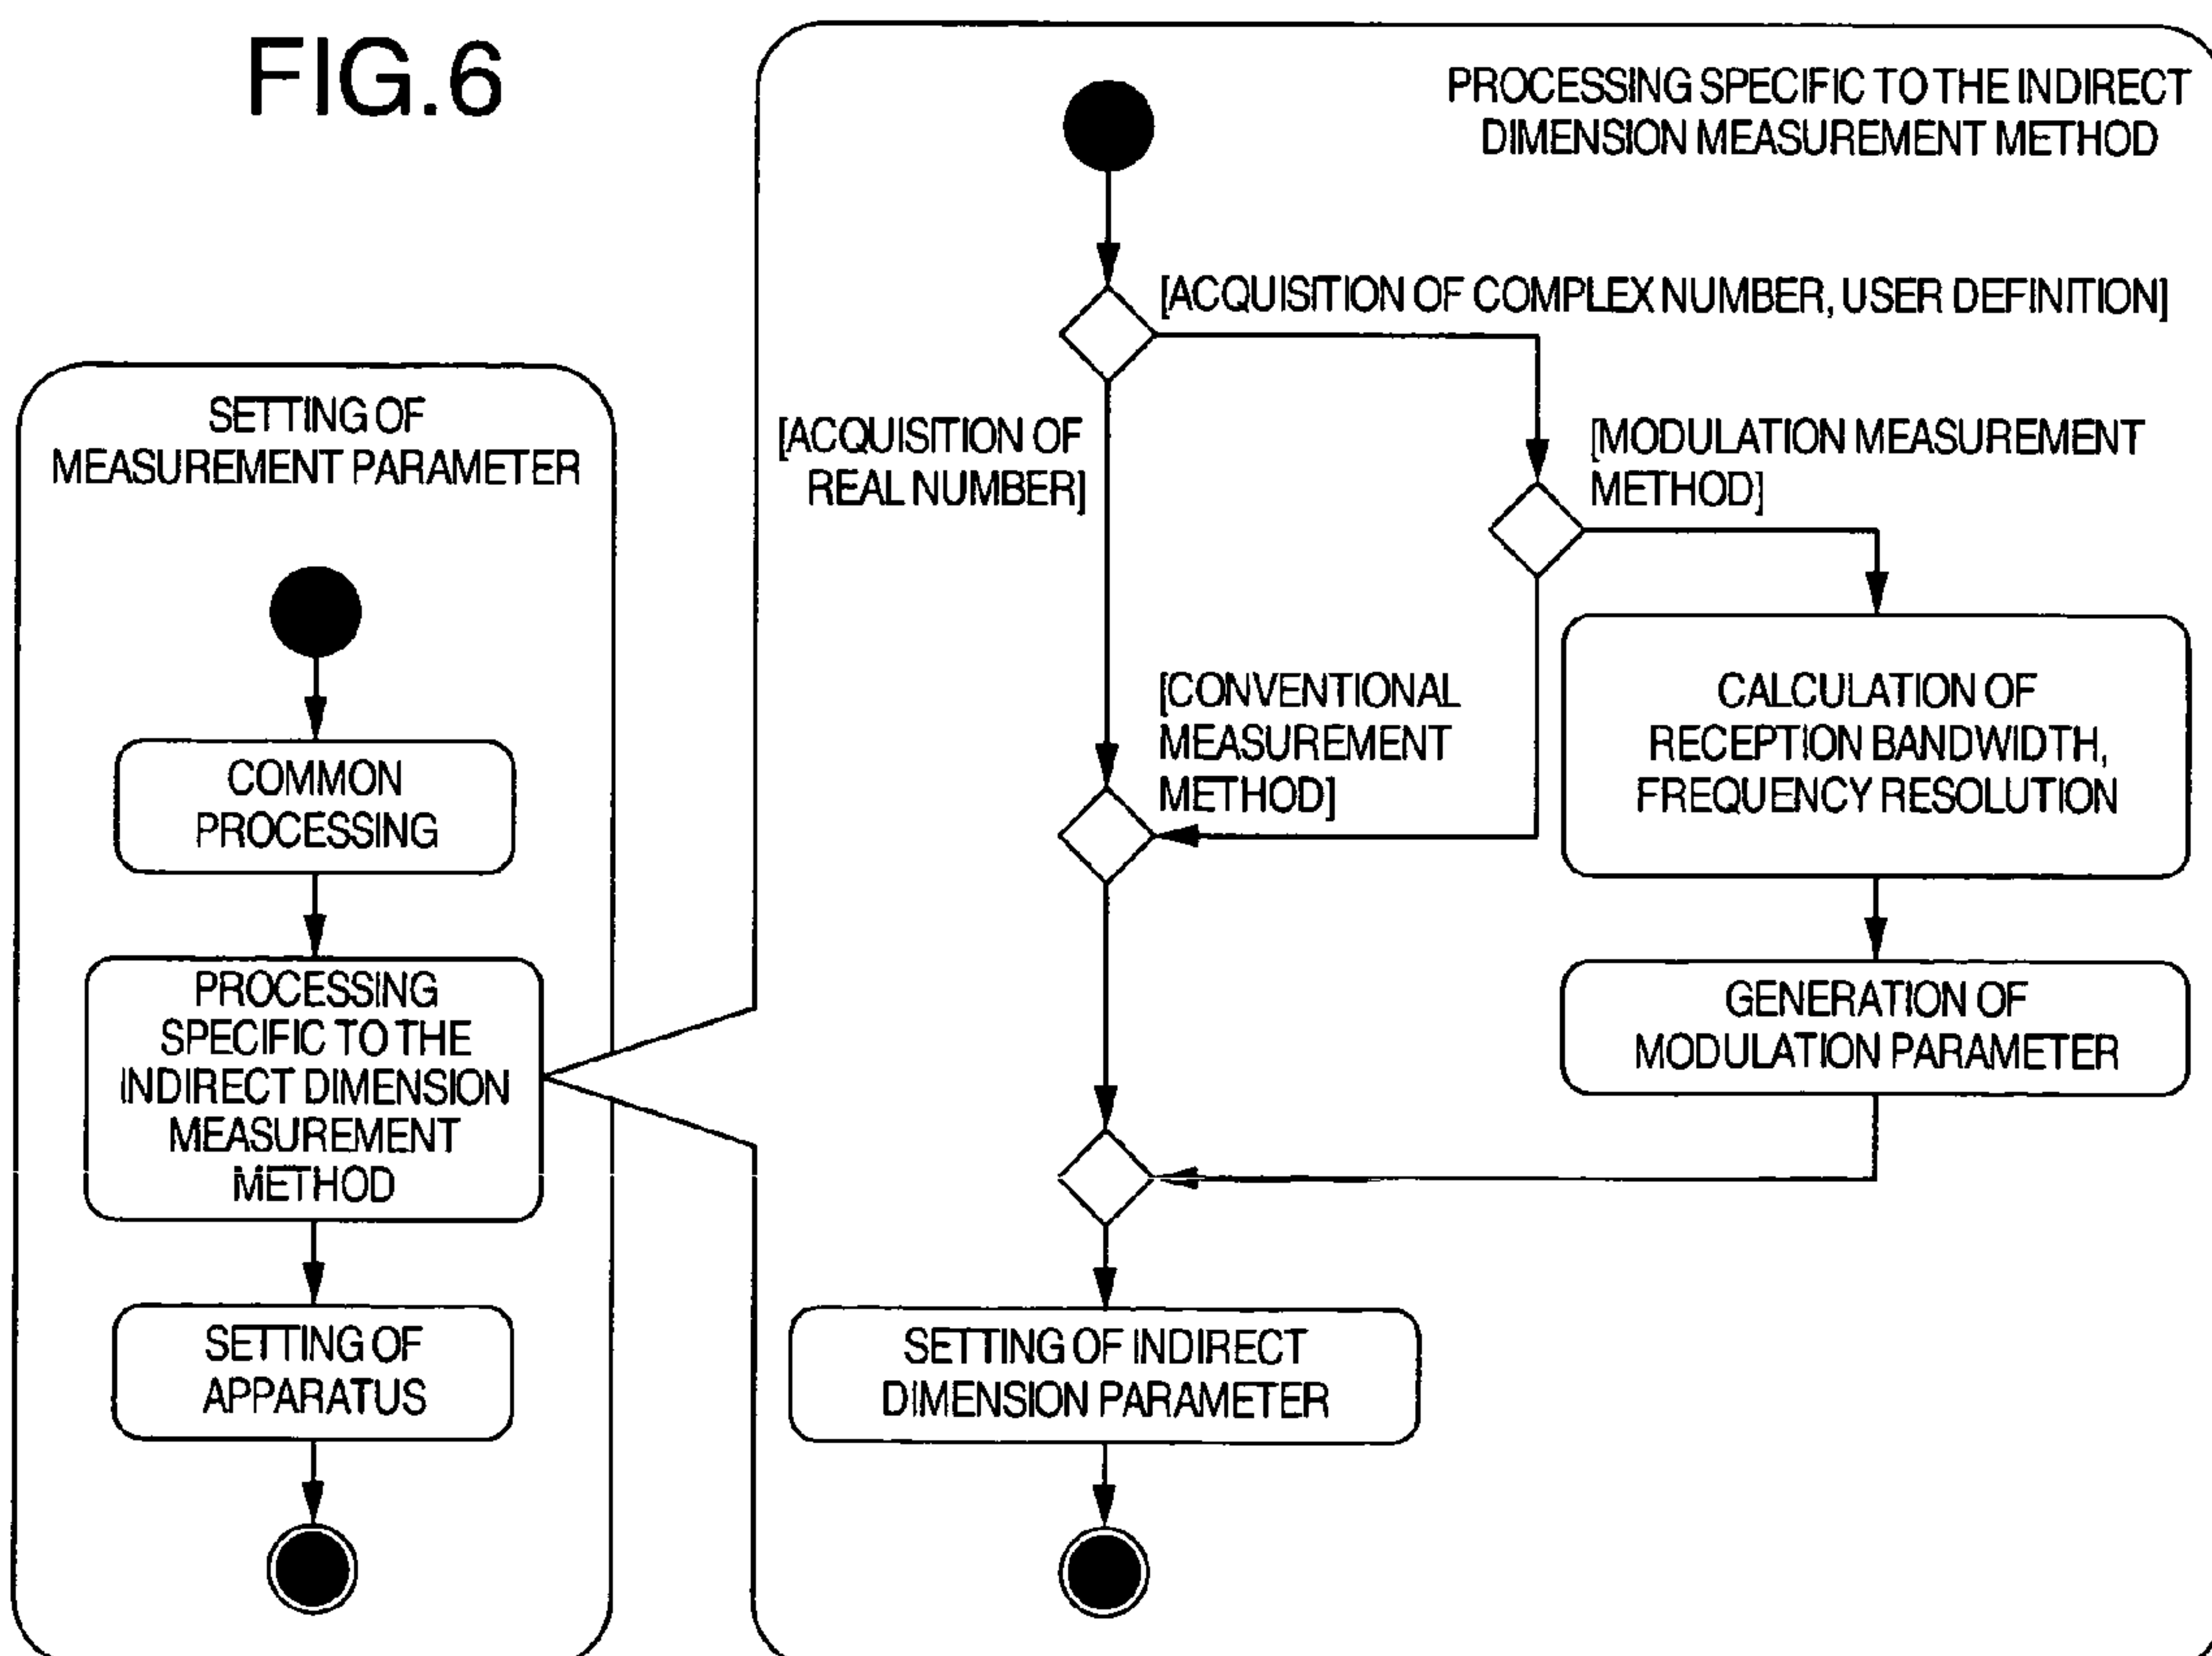 FIG.6
SETTING OF
MEASUREMENT PARAMETER
COMMON
PROCESSING
PROCESSING
SPECIFIC TO THE
INDIRECT DIMENSION
MEASUREMENT
METHOD
SETTING OF
APPARATUS
PROCESSING SPECIFIC TO THE INDIRECT
DIMENSION MEASUREMENT METHOD
[ACQUISITION OF COMPLEX NUMBER, USER DEFINITION]
[ACQUISITION OF
REAL NUMBER]
[MODULATION MEASUREMENT
METHOD]
[CONVENTIONAL
MEASUREMENT
METHOD]
CALCULATION OF
RECEPTION BANDWIDTH,
FREQUENCY RESOLUTION
GENERATION OF
MODULATION PARAMETER
SETTING OF INDIRECT
DIMENSION PARAMETER